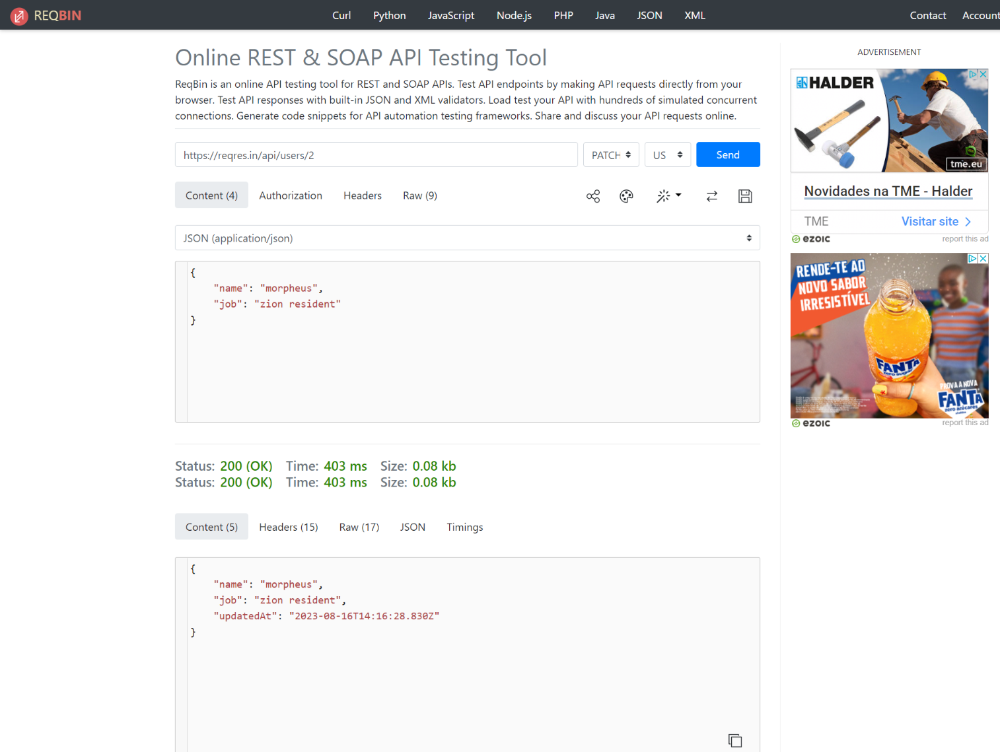 REQBIN
Curl Python JavaScript Node.js PHP Java JSON XML
Contact Account
Online REST & SOAP API Testing Tool
ReqBin is an online API testing tool for REST and SOAP APIs. Test API endpoints by making API requests directly from your
browser. Test API responses with built-in JSON and XML validators. Load test your API with hundreds of simulated concurrent
connections. Generate code snippets for API automation testing frameworks. Share and discuss your API requests online.
https://reqres.in/api/users/2 PATCH US Send
Content (4) Authorization Headers Raw (9)
JSON (application/json)
{
"name": "morpheus",
"job": "zion resident"
}
Status: 200 (OK) Time: 403 ms Size: 0.08 kb
Status: 200 (OK) Time: 403 ms Size: 0.08 kb
Content (5) Headers (15) Raw (17) JSON Timings
{
"name": "morpheus",
"job": "zion resident",
"updatedAt": "2023-08-16T14:16:28.830Z"
}
ADVERTISEMENT
HALDER
tme.eu
Novidades na TME - Halder
TME Visitar site
ezoic report this ad
RENDE-TE AO
NOVO SABOR
IRRESISTÍVEL
FANTA
zero sugar
PROVA A NOVA
FANTA
zero azúcares
ezoic report this ad